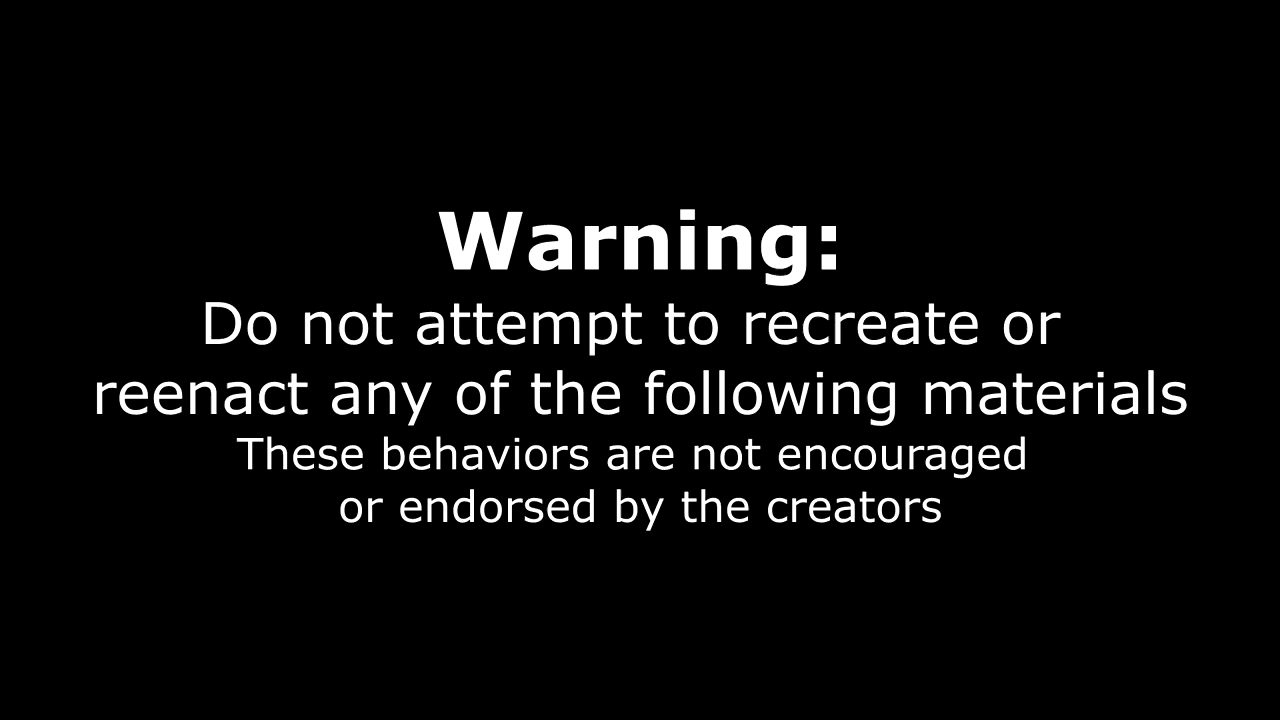 Warning:
Do not attempt to recreate or
reenact any of the following materials
These behaviors are not encouraged
or endorsed by the creators